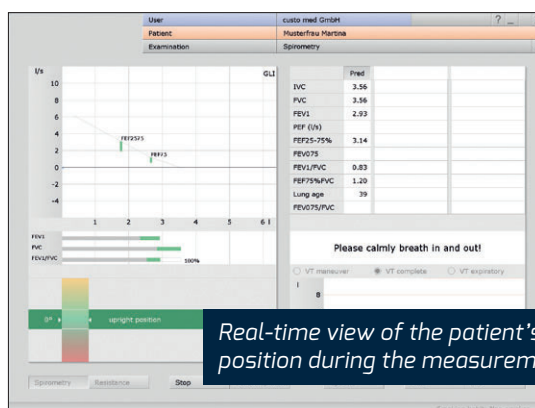 User custo med GmbH ? _
Patient Musterfrau Martina
Examination Spirometry
l/s GLI
10
8
6
4
2
0
-2
-4
FEF2575
FEF75
1 2 3 4 5 6 l
FEV1
FVC
FEV1/FVC
100%
0° upright position
Pred
IVC 3.56
FVC 3.56
FEV1 2.93
PEF (l/s)
FEF25-75% 3.14
FEV075
FEV1/FVC 0.83
FEF75%FVC 1.20
Lung age 39
FEV075/FVC
Please calmly breath in and out!
VT maneuver VT complete VT expiratory
l
8
Real-time view of the patient's
position during the measurem
Spirometry Resistance Stop